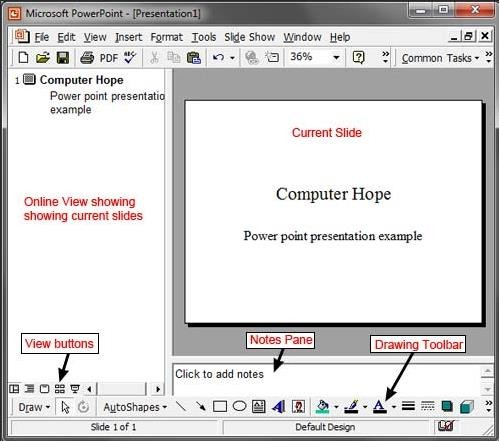 Microsoft PowerPoint - [Presentation1]
File Edit View Insert Format Tools Slide Show Window Help
PDF ABC 36% Common Tasks
1 Computer Hope
Power point presentatio
example
Online View showing
showing current slides
Current Slide
Computer Hope
Power point presentation example
View buttons
Notes Pane
Drawing Toolbar
Click to add notes
Draw AutoShapes A A
Slide 1 of 1 Default Design